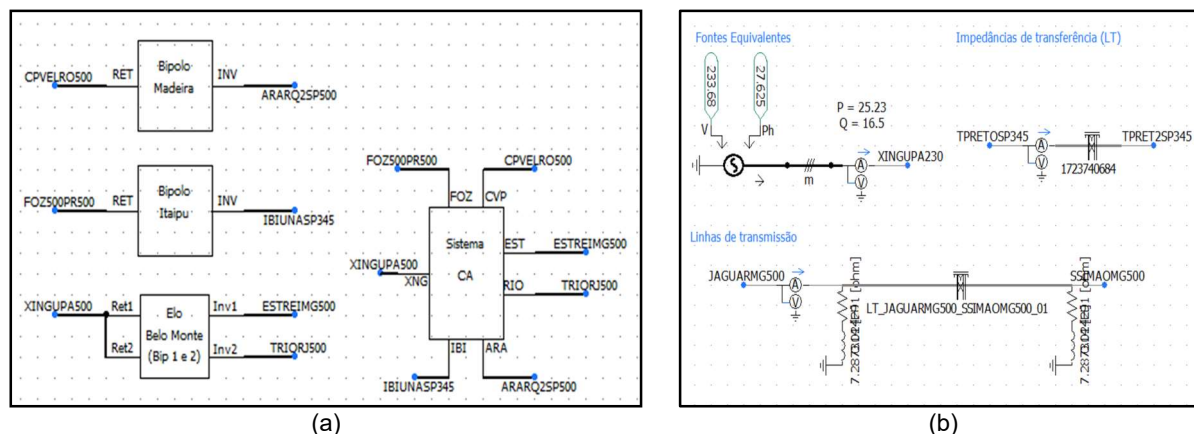 Bipolo
Madeira
CPVELRO500
RET
INV
ARARQ2SP500
Bipolo
Itaipu
FOZ500PR500
RET
INV
IBIUNASP345
Elo
Belo Monte
(Bip 1 e 2)
XINGUPA500
Ret1
Ret2
Inv1
Inv2
ESTREIMG500
TRIORJ500
FOZ500PR500
CPVELRO500
FOZ
CVP
Sistema
CA
XINGUPA500
XNG
EST
ESTREIMG500
RIO
TRIORJ500
IBI
ARA
IBIUNASP345
ARARQ2SP500
(a)
Fontes Equivalentes
Impedâncias de transferência (LT)
233.68
27.625
V
Ph
P = 25.23
Q = 16.5
m
A
V
XINGUPA230
TPRETOSP345
A
V
TPRET2SP345
1723740684
Linhas de transmissão
JAGUARMG500
A
V
SSIMAOMG500
LT_JAGUARMG500_SSIMAOMG500_01
(b)